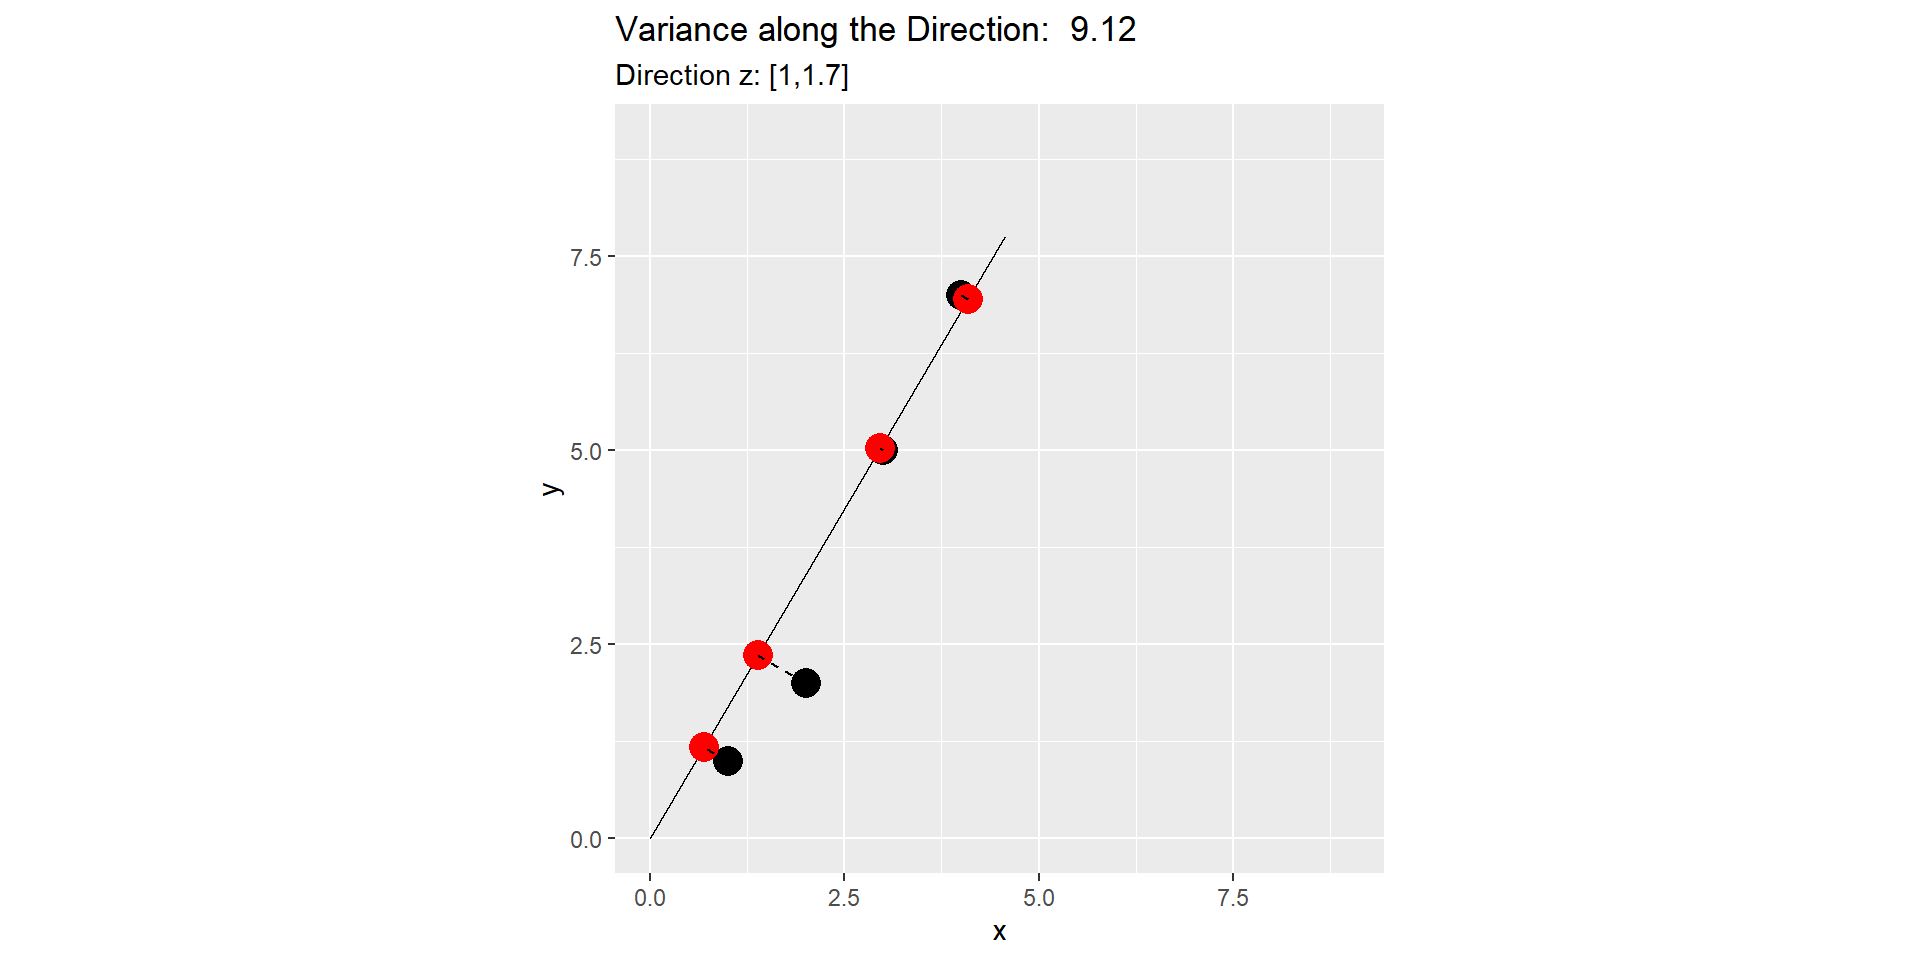 Variance along the Direction:  9.12
Direction z: [1,1.7]
7.5
5.0
2.5
0.0
y
0.0 2.5 5.0 7.5
x